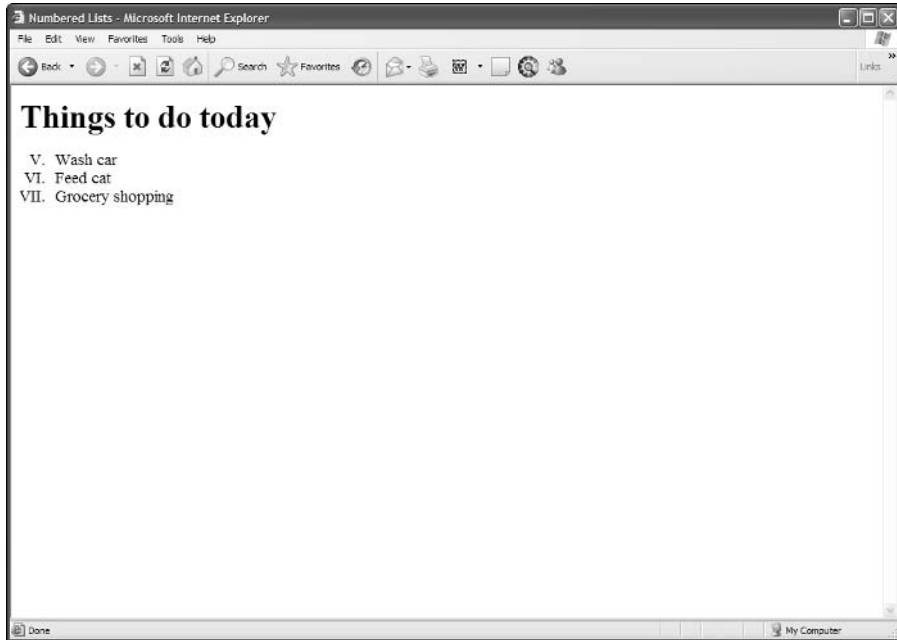 Numbered Lists - Microsoft Internet Explorer
File Edit View Favorites Tools Help
Back Search Favorites Links
Things to do today
V. Wash car
VI. Feed cat
VII. Grocery shopping
Done My Computer